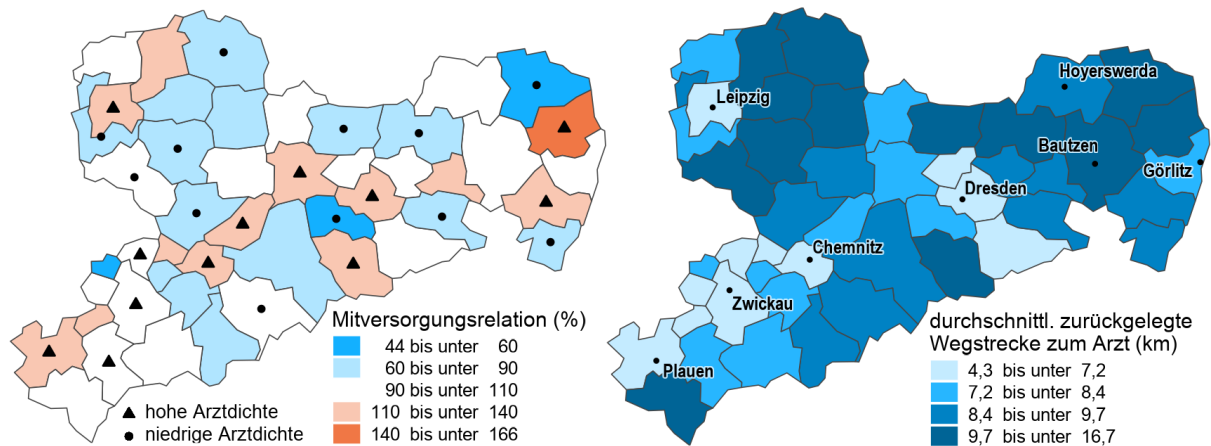 Leipzig
Hoyerswerda
Bautzen
Görlitz
Dresden
Chemnitz
Zwickau
Plauen
Mitversorgungsrelation (%)
44 bis unter 60
60 bis unter 90
90 bis unter 110
110 bis unter 140
140 bis unter 166
hohe Arztdichte
niedrige Arztdichte
durchschnittl. zurückgelegte
Wegstrecke zum Arzt (km)
4,3 bis unter 7,2
7,2 bis unter 8,4
8,4 bis unter 9,7
9,7 bis unter 16,7